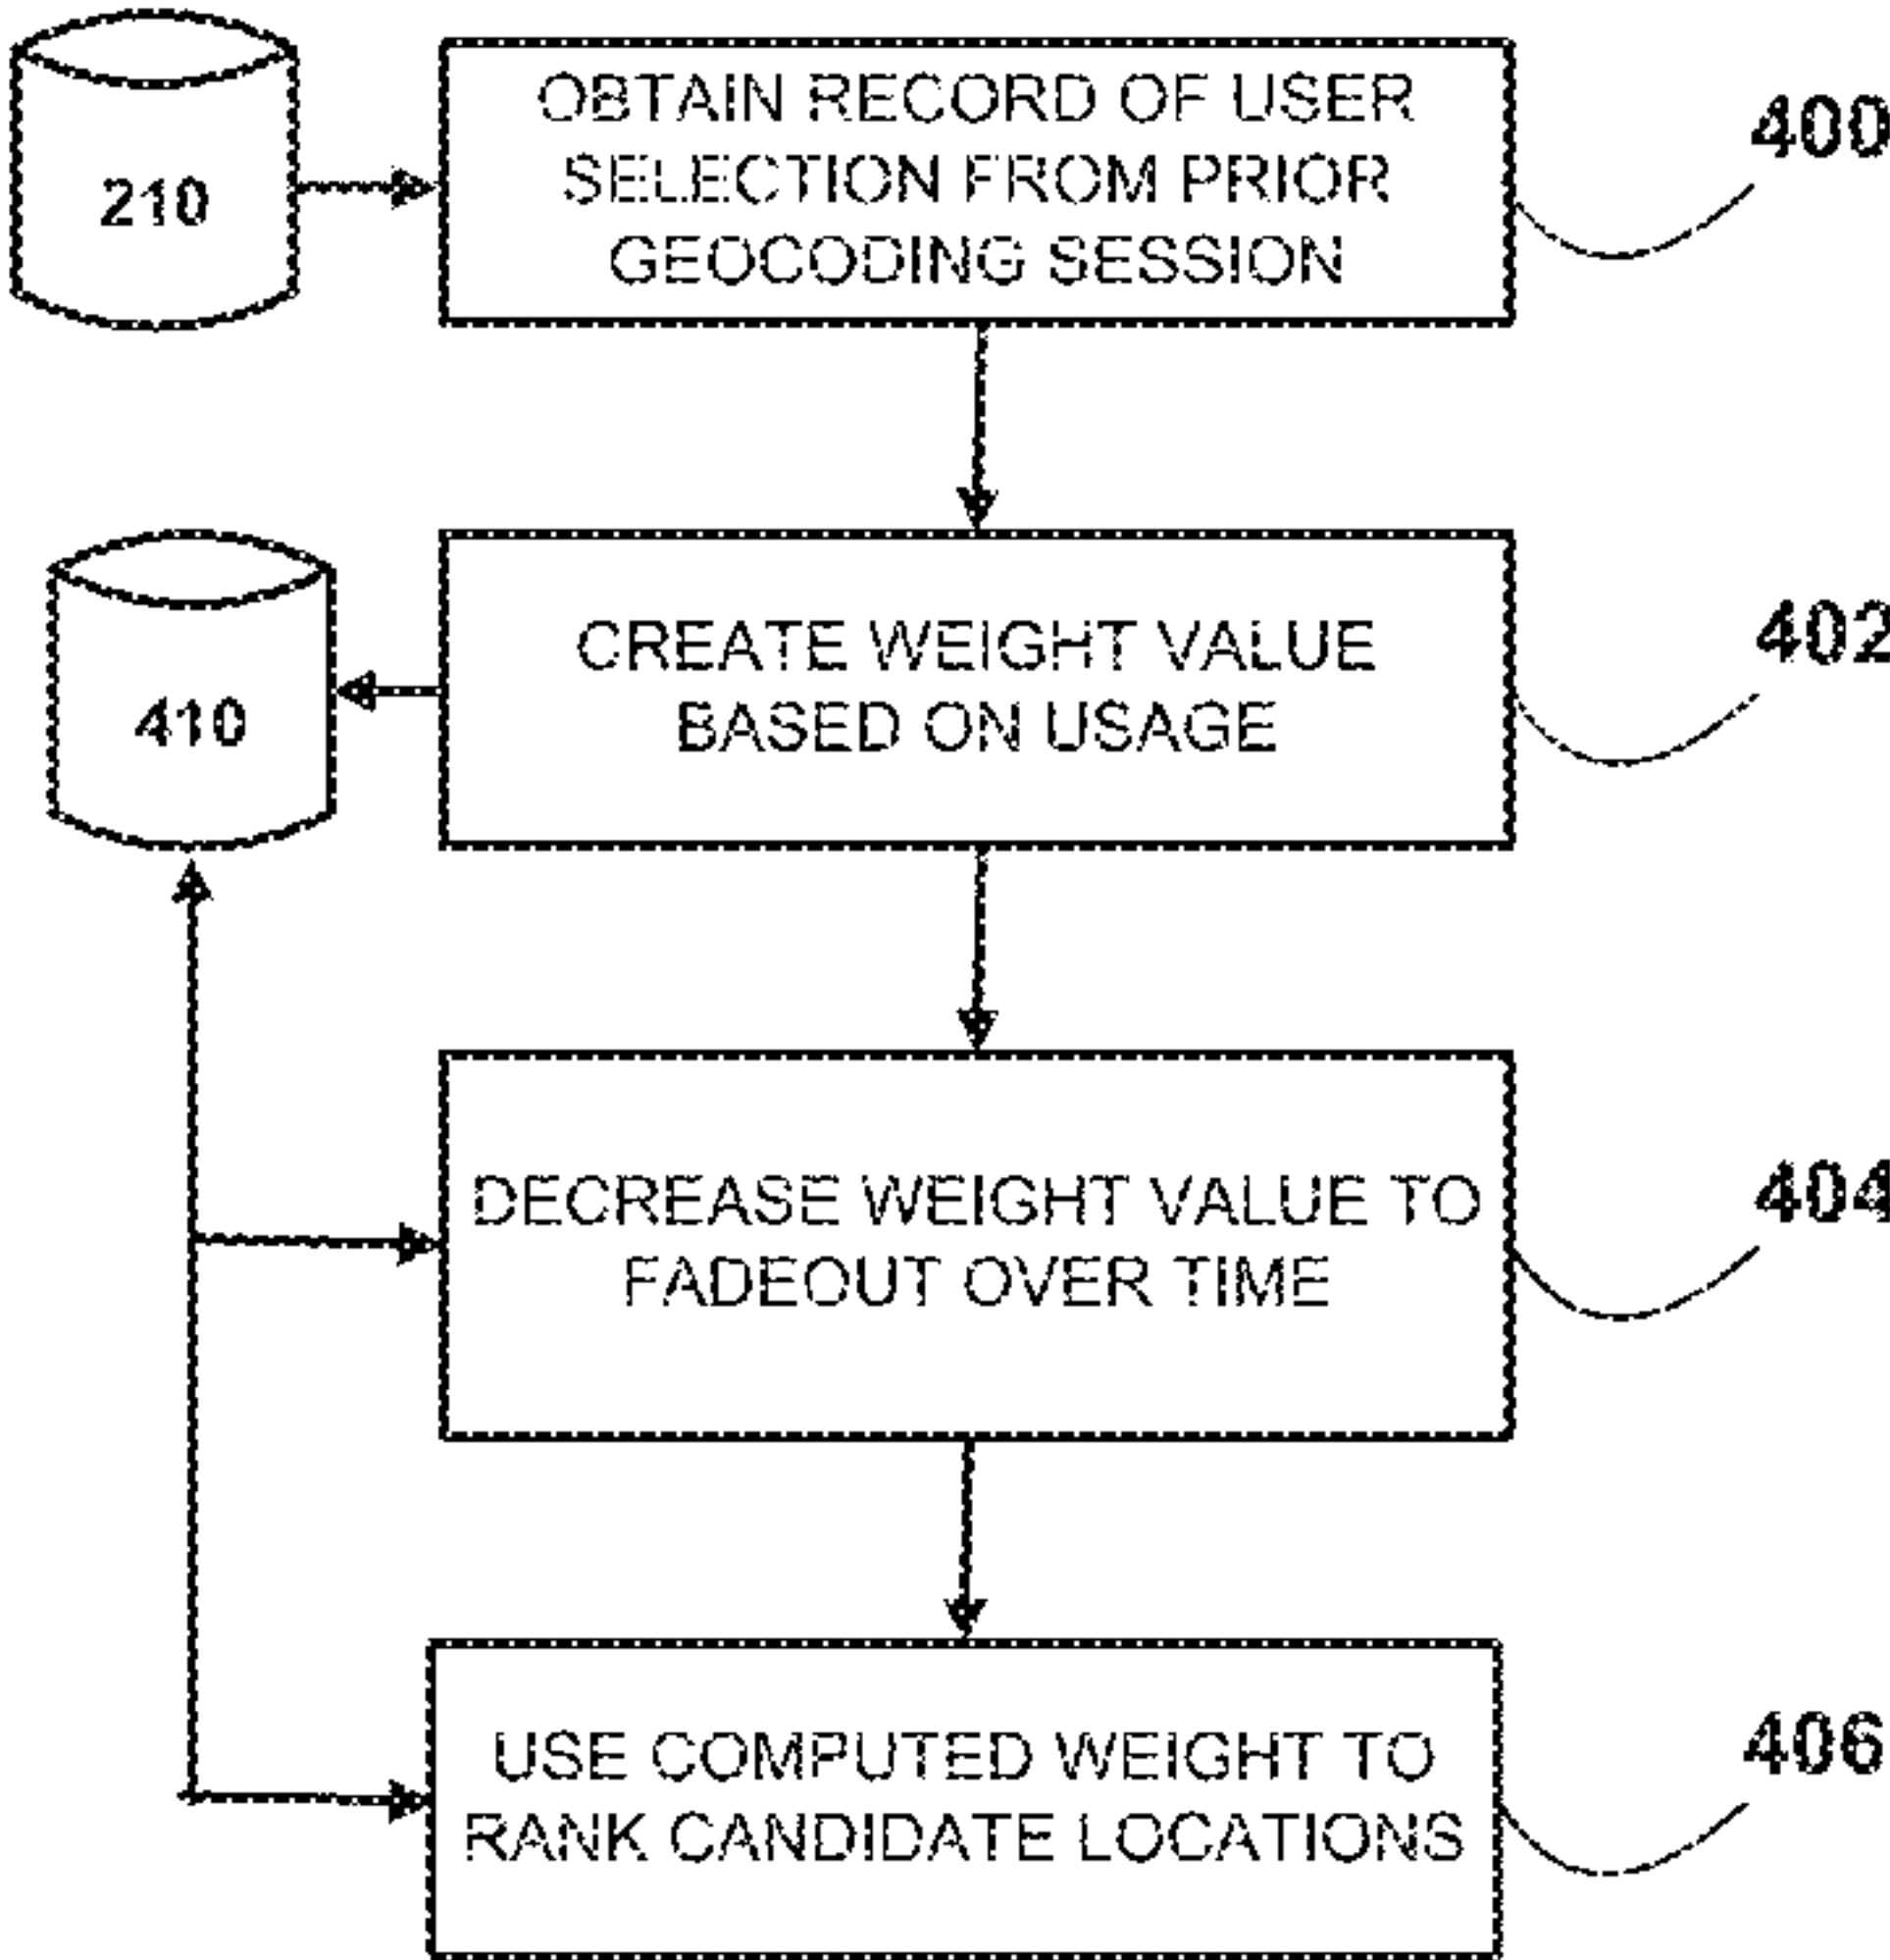 OBTAIN RECORD OF USER
SELECTION FROM PRIOR
GEOCODING SESSION
400
210
CREATE WEIGHT VALUE
BASED ON USAGE
402
410
DECREASE WEIGHT VALUE TO
FADEOUT OVER TIME
404
USE COMPUTED WEIGHT TO
RANK CANDIDATE LOCATIONS
406